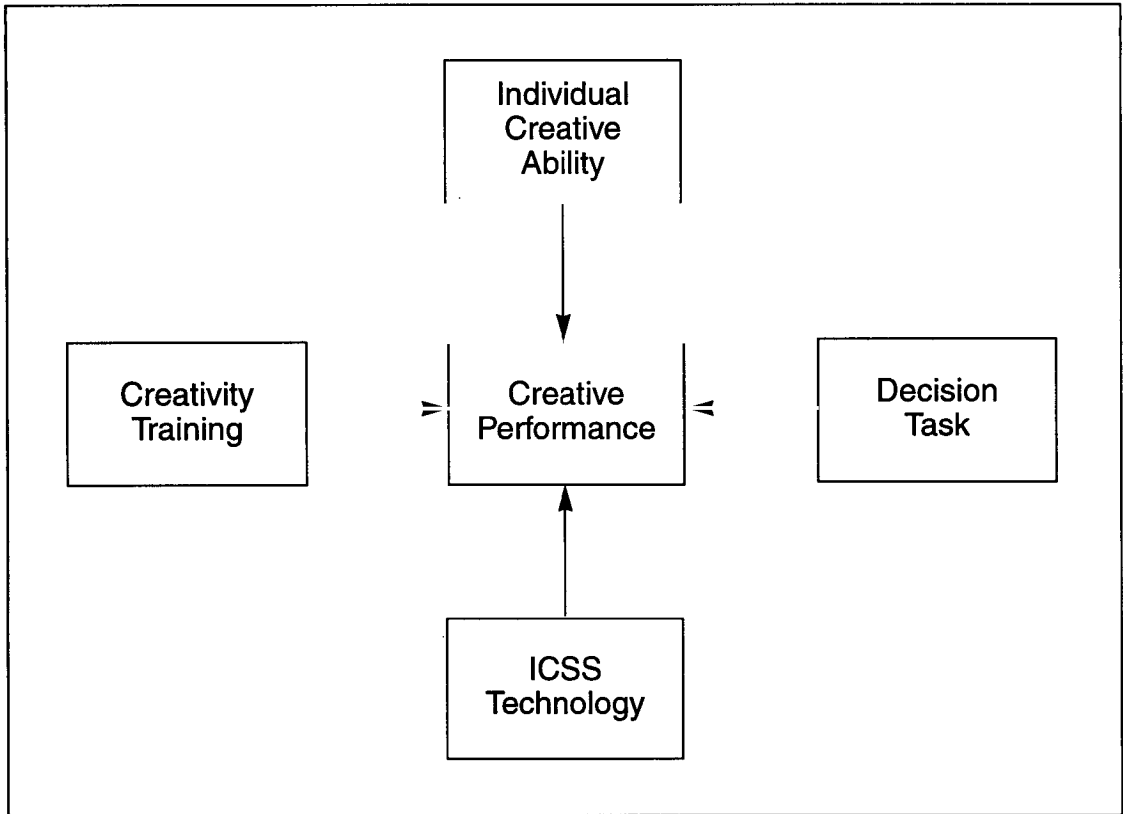 Individual
Creative
Ability
Creativity
Training
Creative
Performance
Decision
Task
ICSS
Technology